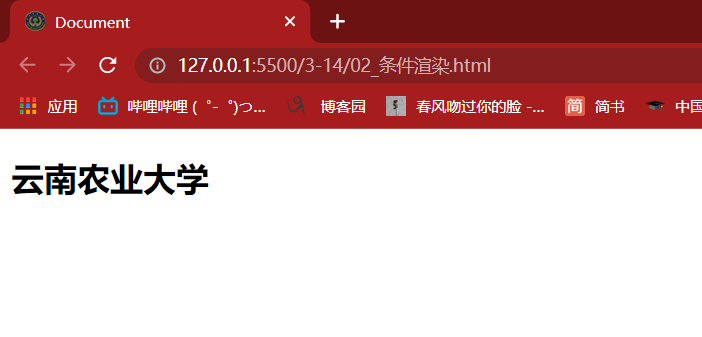 Document
127.0.0.1:5500/3-14/02_条件渲染.html
应用 哔哩哔哩 (゜-゜)つ... 博客园 春风吻过你的脸 -... 简 简书 中国
云南农业大学